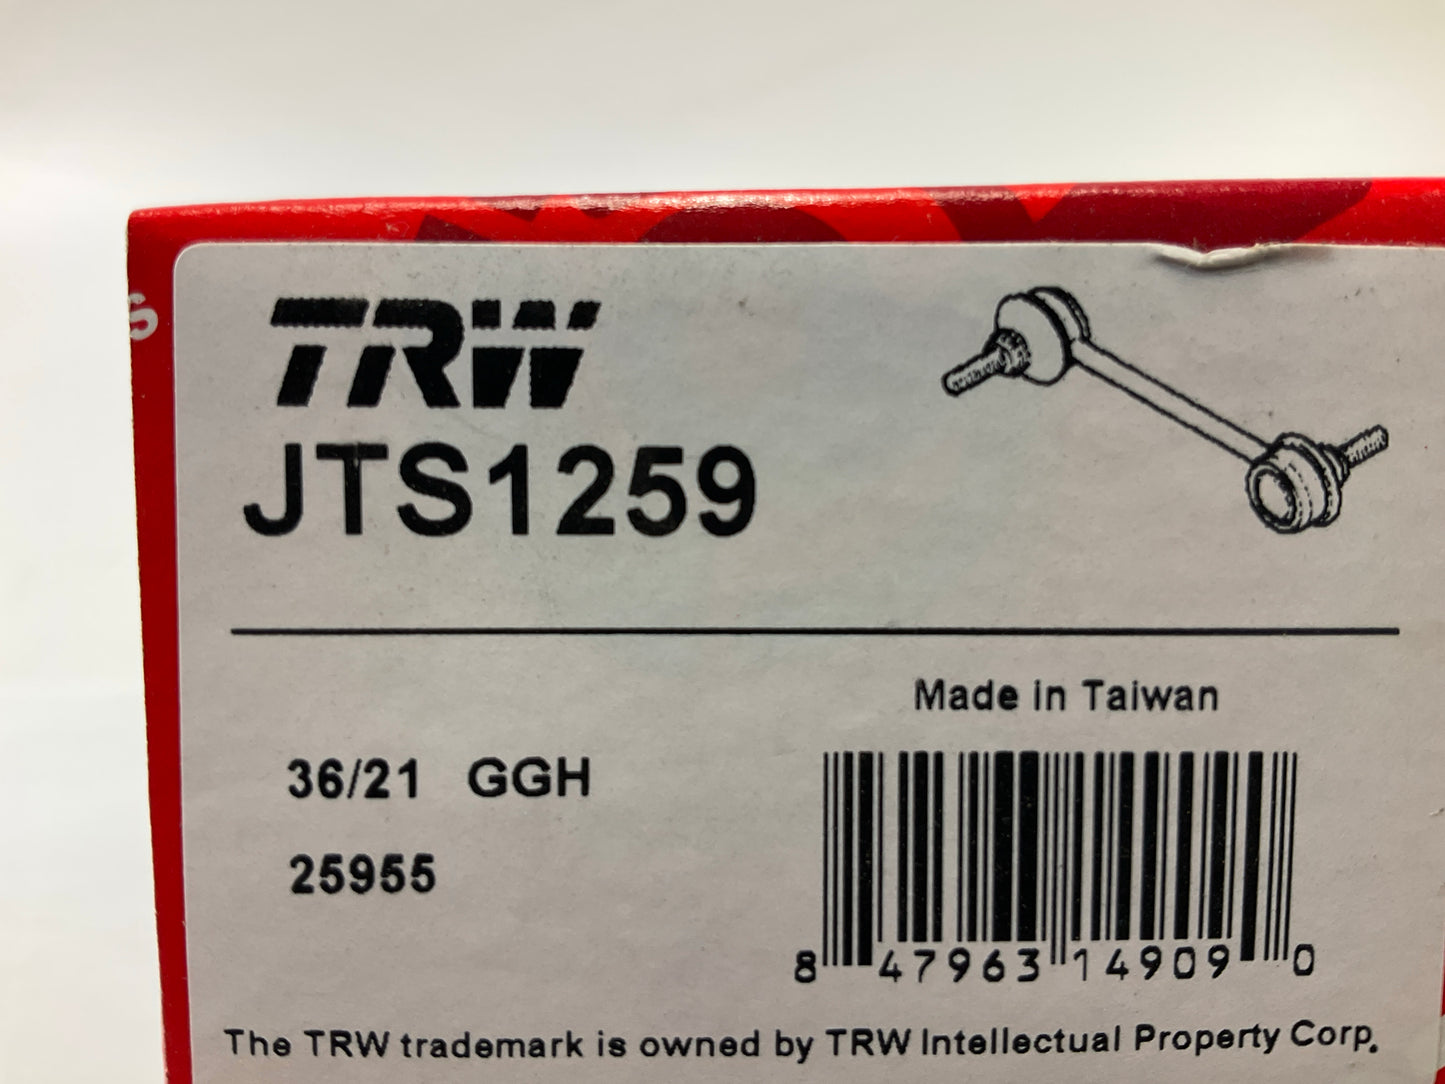 s
TRW
JTS1259
Made in Taiwan
36/21 GGH
25955
8 47963 14909 0
The TRW trademark is owned by TRW Intellectual Property Corp.